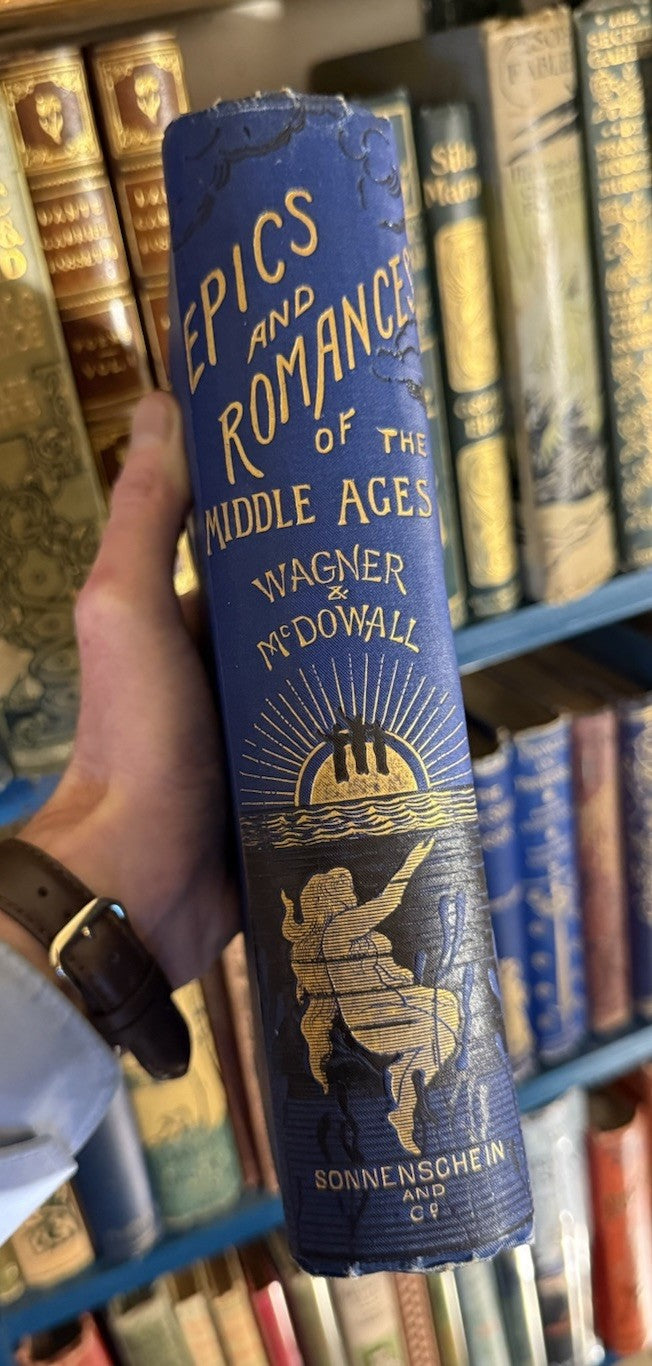 EPICS
AND
ROMANCES
OF THE
MIDDLE AGES
WAGNER
&
McDOWALL
SONNENSCHEIN
AND
Co